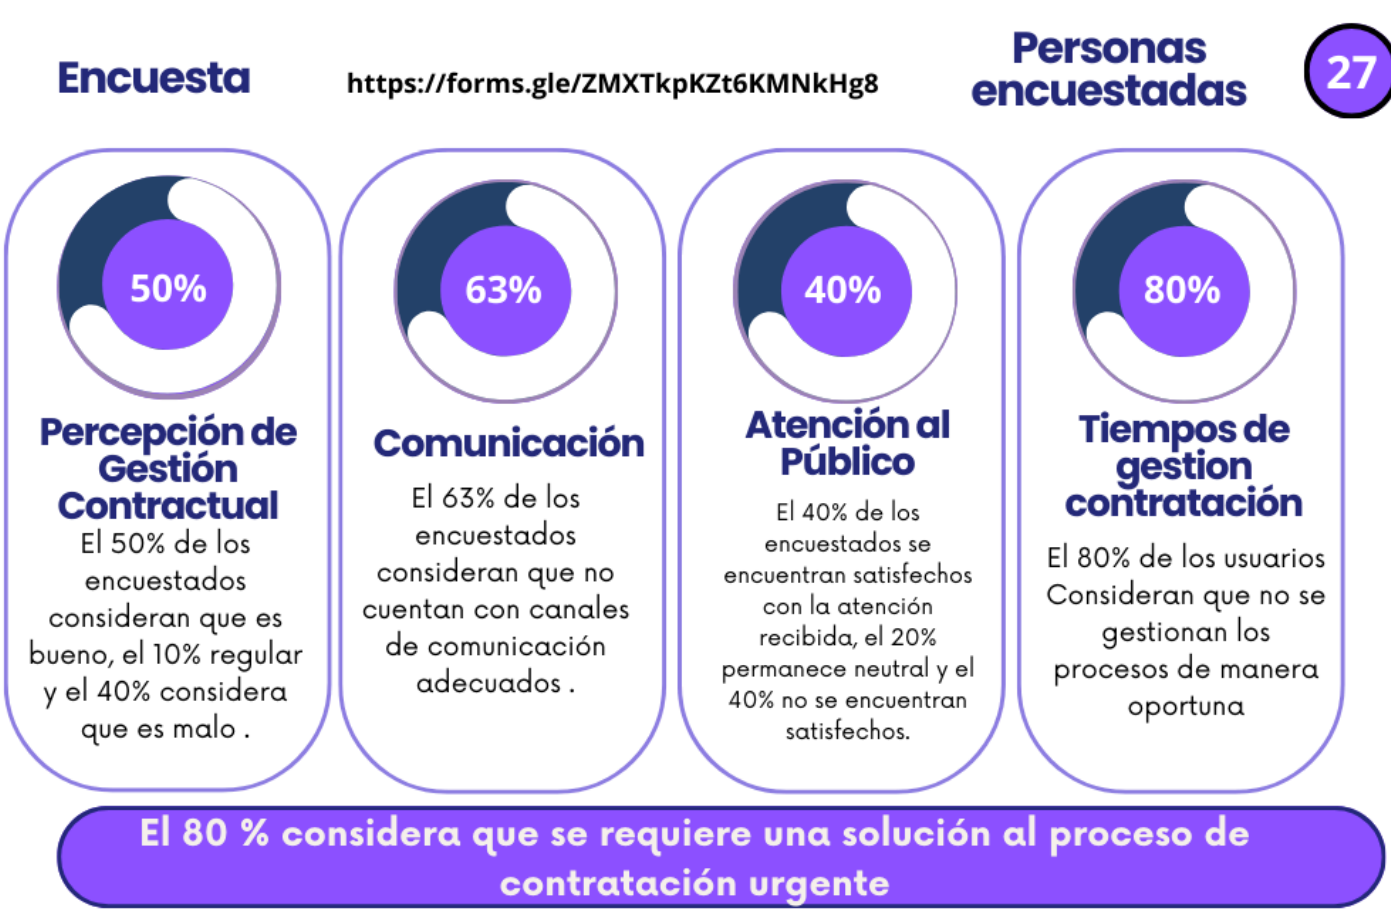 Encuesta
https://forms.gle/ZMXTkpKZt6KMNkHg8
Personas
encuestadas
27
50%
Percepción de
Gestión
Contractual
El 50% de los
encuestados
consideran que es
bueno, el 10% regular
y el 40% considera
que es malo .
63%
Comunicación
El 63% de los
encuestados
consideran que no
cuentan con canales
de comunicación
adecuados .
40%
Atención al
Público
El 40% de los
encuestados se
encuentran satisfechos
con la atención
recibida, el 20%
permanece neutral y el
40% no se encuentran
satisfechos.
80%
Tiempos de
gestion
contratación
El 80% de los usuarios
Consideran que no se
gestionan los
procesos de manera
oportuna
El 80 % considera que se requiere una solución al proceso de
contratación urgente